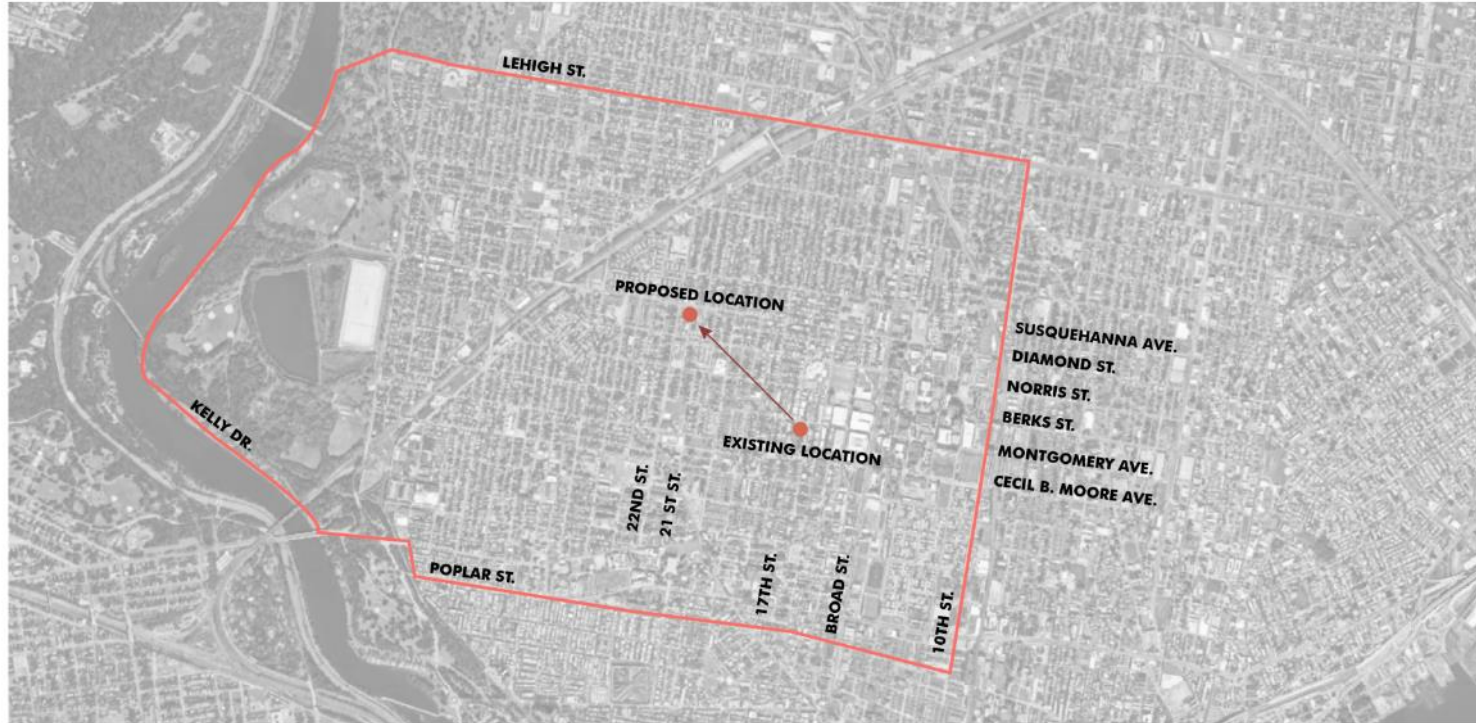 LEHIGH ST.
PROPOSED LOCATION
SUSQUEHANNA AVE.
DIAMOND ST.
NORRIS ST.
BERKS ST.
MONTGOMERY AVE.
CECIL B. MOORE AVE.
KELLY DR.
EXISTING LOCATION
22ND ST.
21 ST ST.
POPLAR ST.
17TH ST.
BROAD ST.
10TH ST.